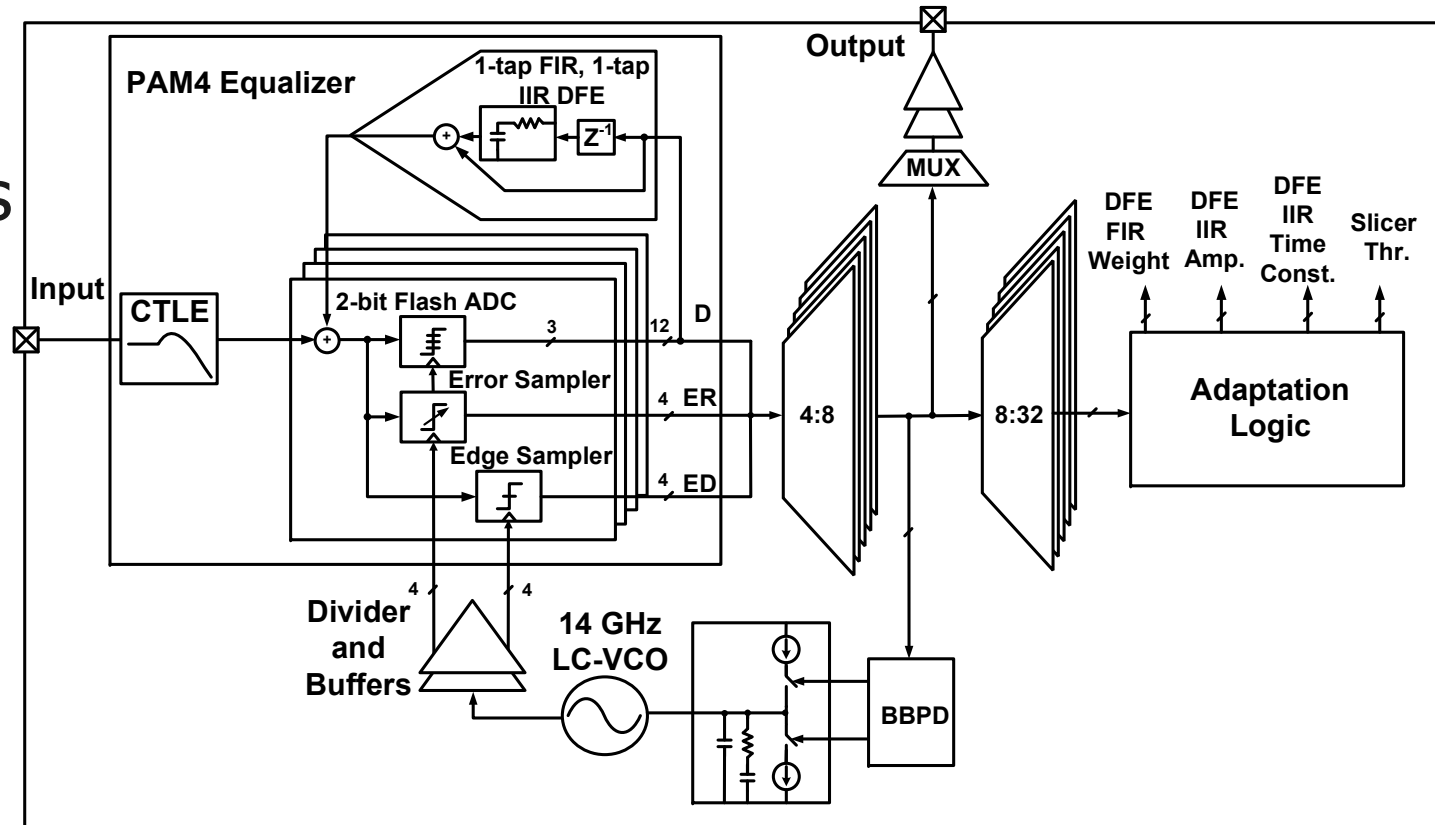 Output
PAM4 Equalizer
1-tap FIR, 1-tap
IIR DFE
+
Z-1
MUX
S
DFE
FIR
Weight
DFE
IIR
Amp.
DFE
IIR
Time
Const.
Slicer
Thr.
Input
CTLE
2-bit Flash ADC
+
3
12
D
Error Sampler
4
ER
Edge Sampler
4
ED
4:8
8:32
Adaptation
Logic
4
4
Divider
and
Buffers
14 GHz
LC-VCO
BBPD